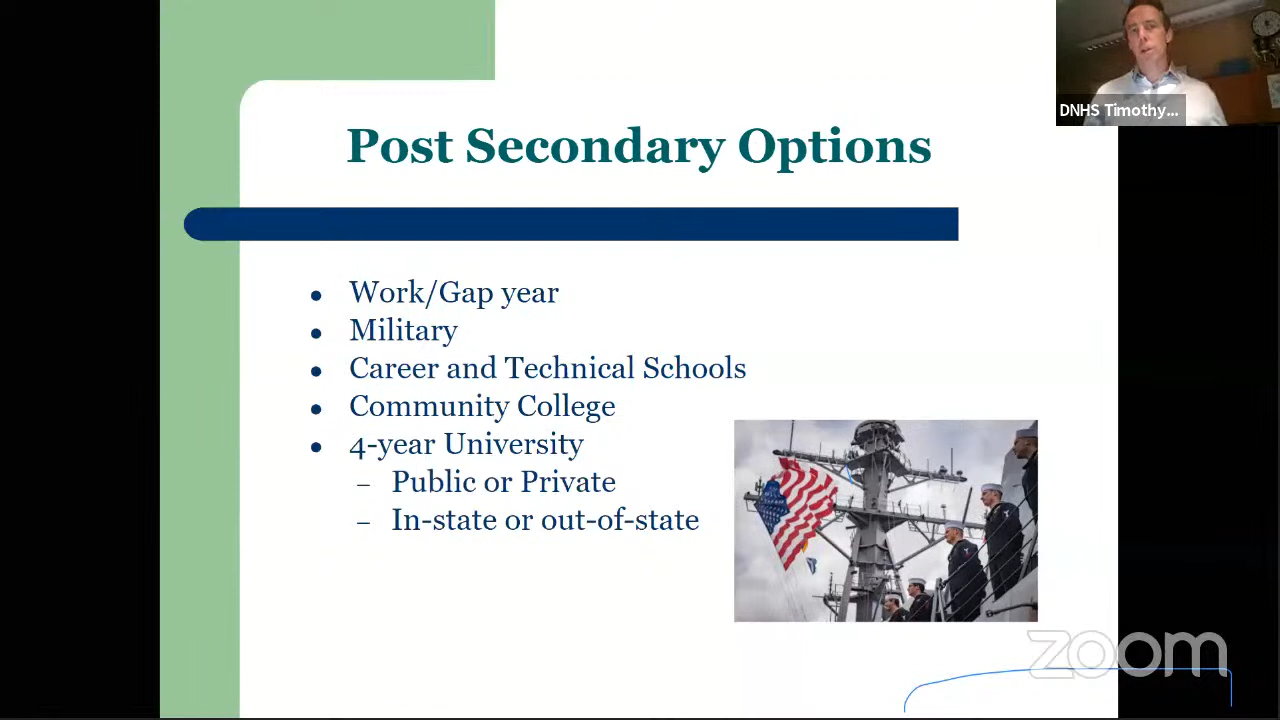 DNHS Timothy...
Post Secondary Options
Work/Gap year
Military
Career and Technical Schools
Community College
4-year University
Public or Private
In-state or out-of-state
zoom